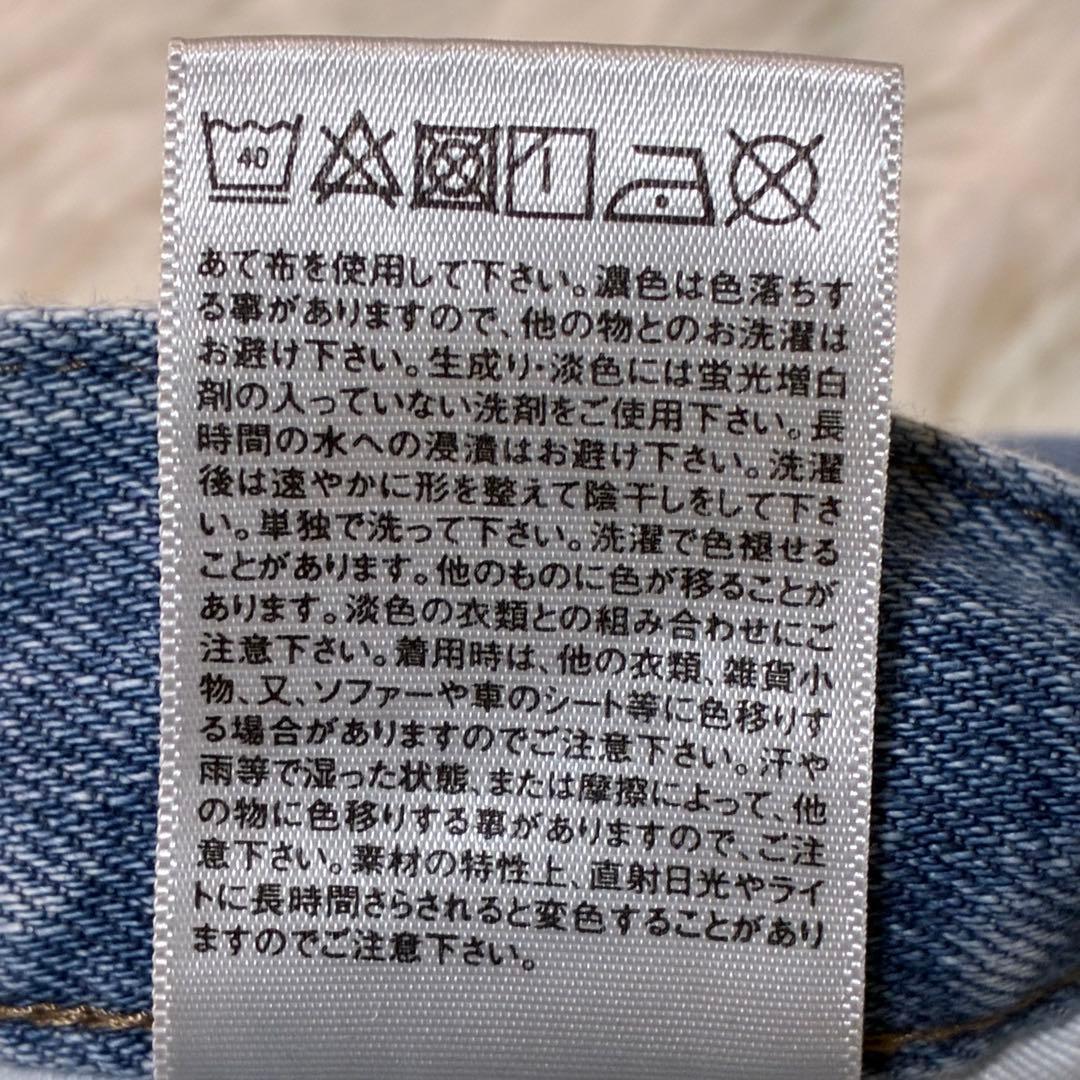 40
あて布を使用して下さい。濃色は色落ちす
る事がありますので、他の物とのお洗濯は
お避け下さい。生成り・淡色には蛍光増白
剤の入っていない洗剤をご使用下さい。長
時間の水への浸漬はお避け下さい。洗濯
後は速やかに形を整えて陰干しをして下さ
い。単独で洗って下さい。洗濯で色褪せる
ことがあります。他のものに色が移ることが
あります。淡色の衣類との組み合わせにご
注意下さい。着用時は、他の衣類、雑貨小
物、又、ソファーや車のシート等に色移りす
る場合がありますのでご注意下さい。汗や
雨等で湿った状態、または摩擦によって、他
の物に色移りする事がありますので、ご注
意下さい。素材の特性上、直射日光やライ
トに長時間さらされると変色することがあり
ますのでご注意下さい。